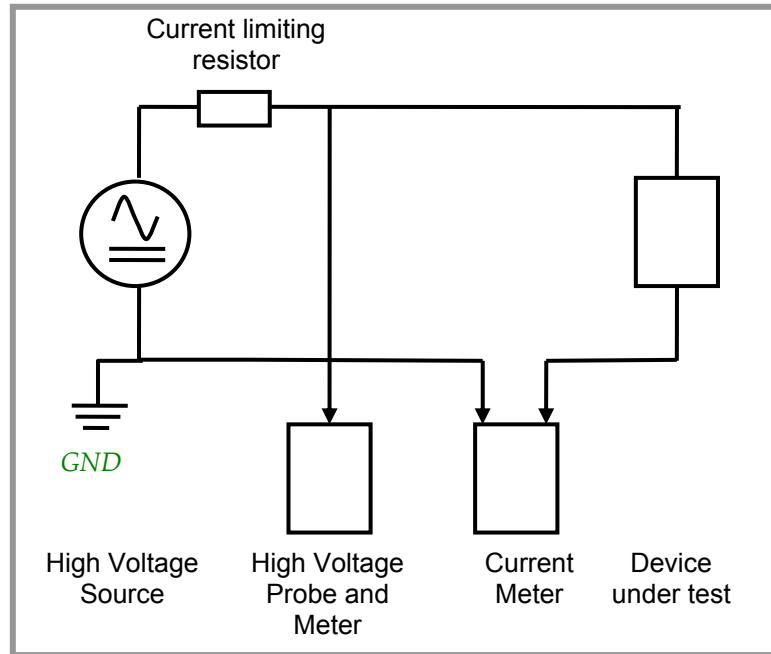 Current limiting
resistor
GND
High Voltage
Source
High Voltage
Probe and
Meter
Current
Meter
Device
under test